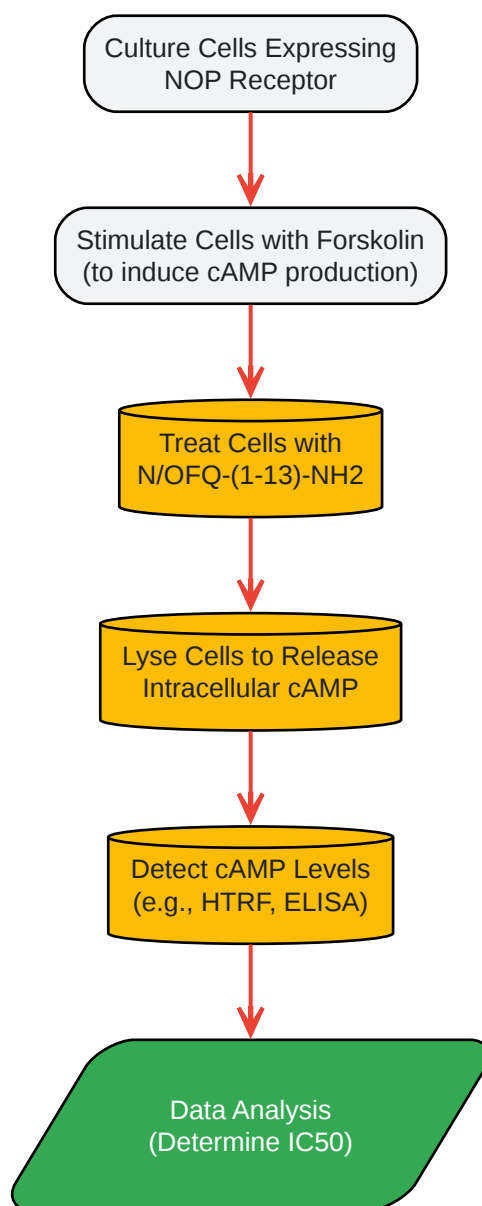 Culture Cells Expressing
NOP Receptor
Stimulate Cells with Forskolin
(to induce cAMP production)
Treat Cells with
N/OFQ-(1-13)-NH2
Lyse Cells to Release
Intracellular cAMP
Detect cAMP Levels
(e.g., HTRF, ELISA)
Data Analysis
(Determine IC50)